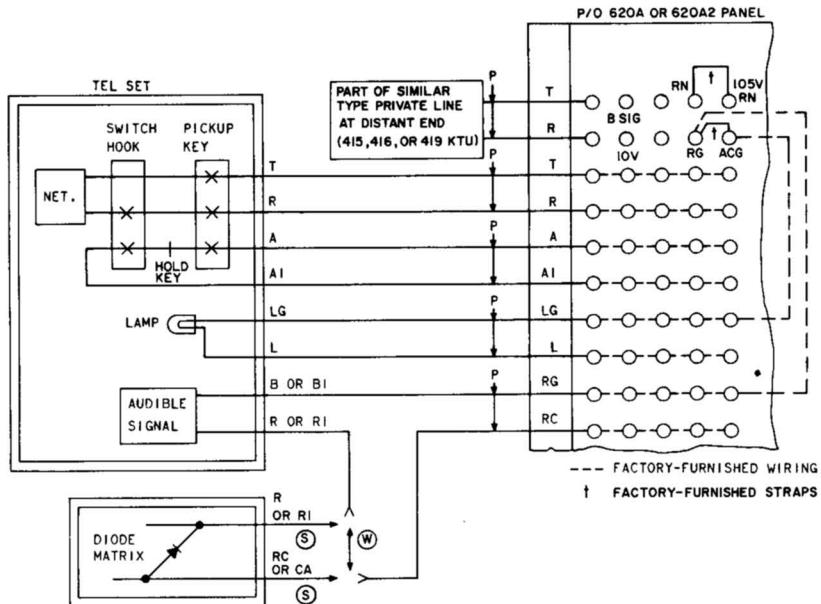 P/O 620A OR 620A2 PANEL
TEL SET
SWITCH
HOOK
PICKUP
KEY
NET.
HOLD
KEY
LAMP
AUDIBLE
SIGNAL
PART OF SIMILAR
TYPE PRIVATE LINE
AT DISTANT END
(415,416, OR 419 KTU)
P
T
R
RN
†
105V
RN
B SIG
10V
RG
†
ACG
T
P
T
R
R
A
P
A
A1
A1
LG
P
LG
L
L
B OR B1
P
RG
R OR R1
RC
--- FACTORY-FURNISHED WIRING
† FACTORY-FURNISHED STRAPS
DIODE
MATRIX
R
OR R1
S
W
RC
OR CA
S